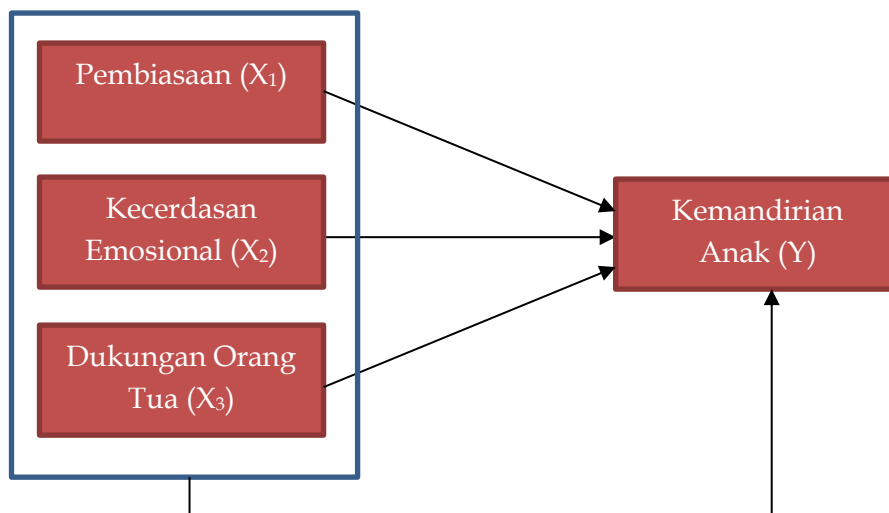 Pembiasaan (X₁)
Kecerdasan
Emosional (X₂)
Dukungan Orang
Tua (X₃)
Kemandirian
Anak (Y)